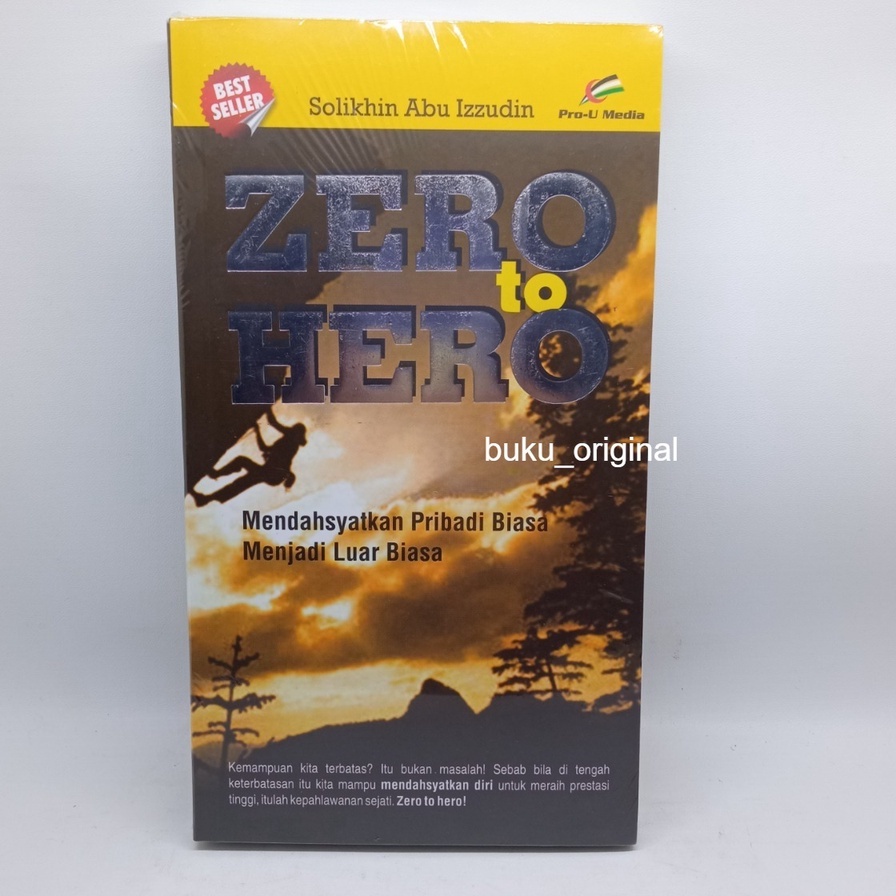 BEST
SELLER
Solikhin Abu Izzudin
Pro-U Media
ZERO
to
HERO
buku_original
Mendahsyatkan Pribadi Biasa
Menjadi Luar Biasa
Kemampuan kita terbatas? Itu bukan masalah! Sebab bila di tengah
keterbatasan itu kita mampu mendahsyatkan diri untuk meraih prestasi
tinggi, itulah kepahlawanan sejati. Zero to hero!